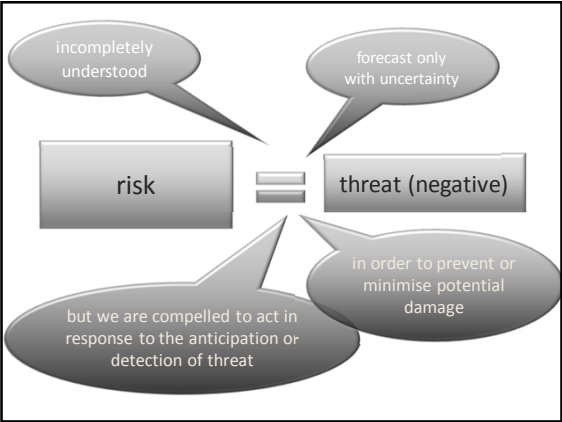 incompletely
understood
forecast only
with uncertainty
risk
threat (negative)
in order to prevent or
minimise potential
damage
but we are compelled to act in
response to the anticipation or
detection of threat